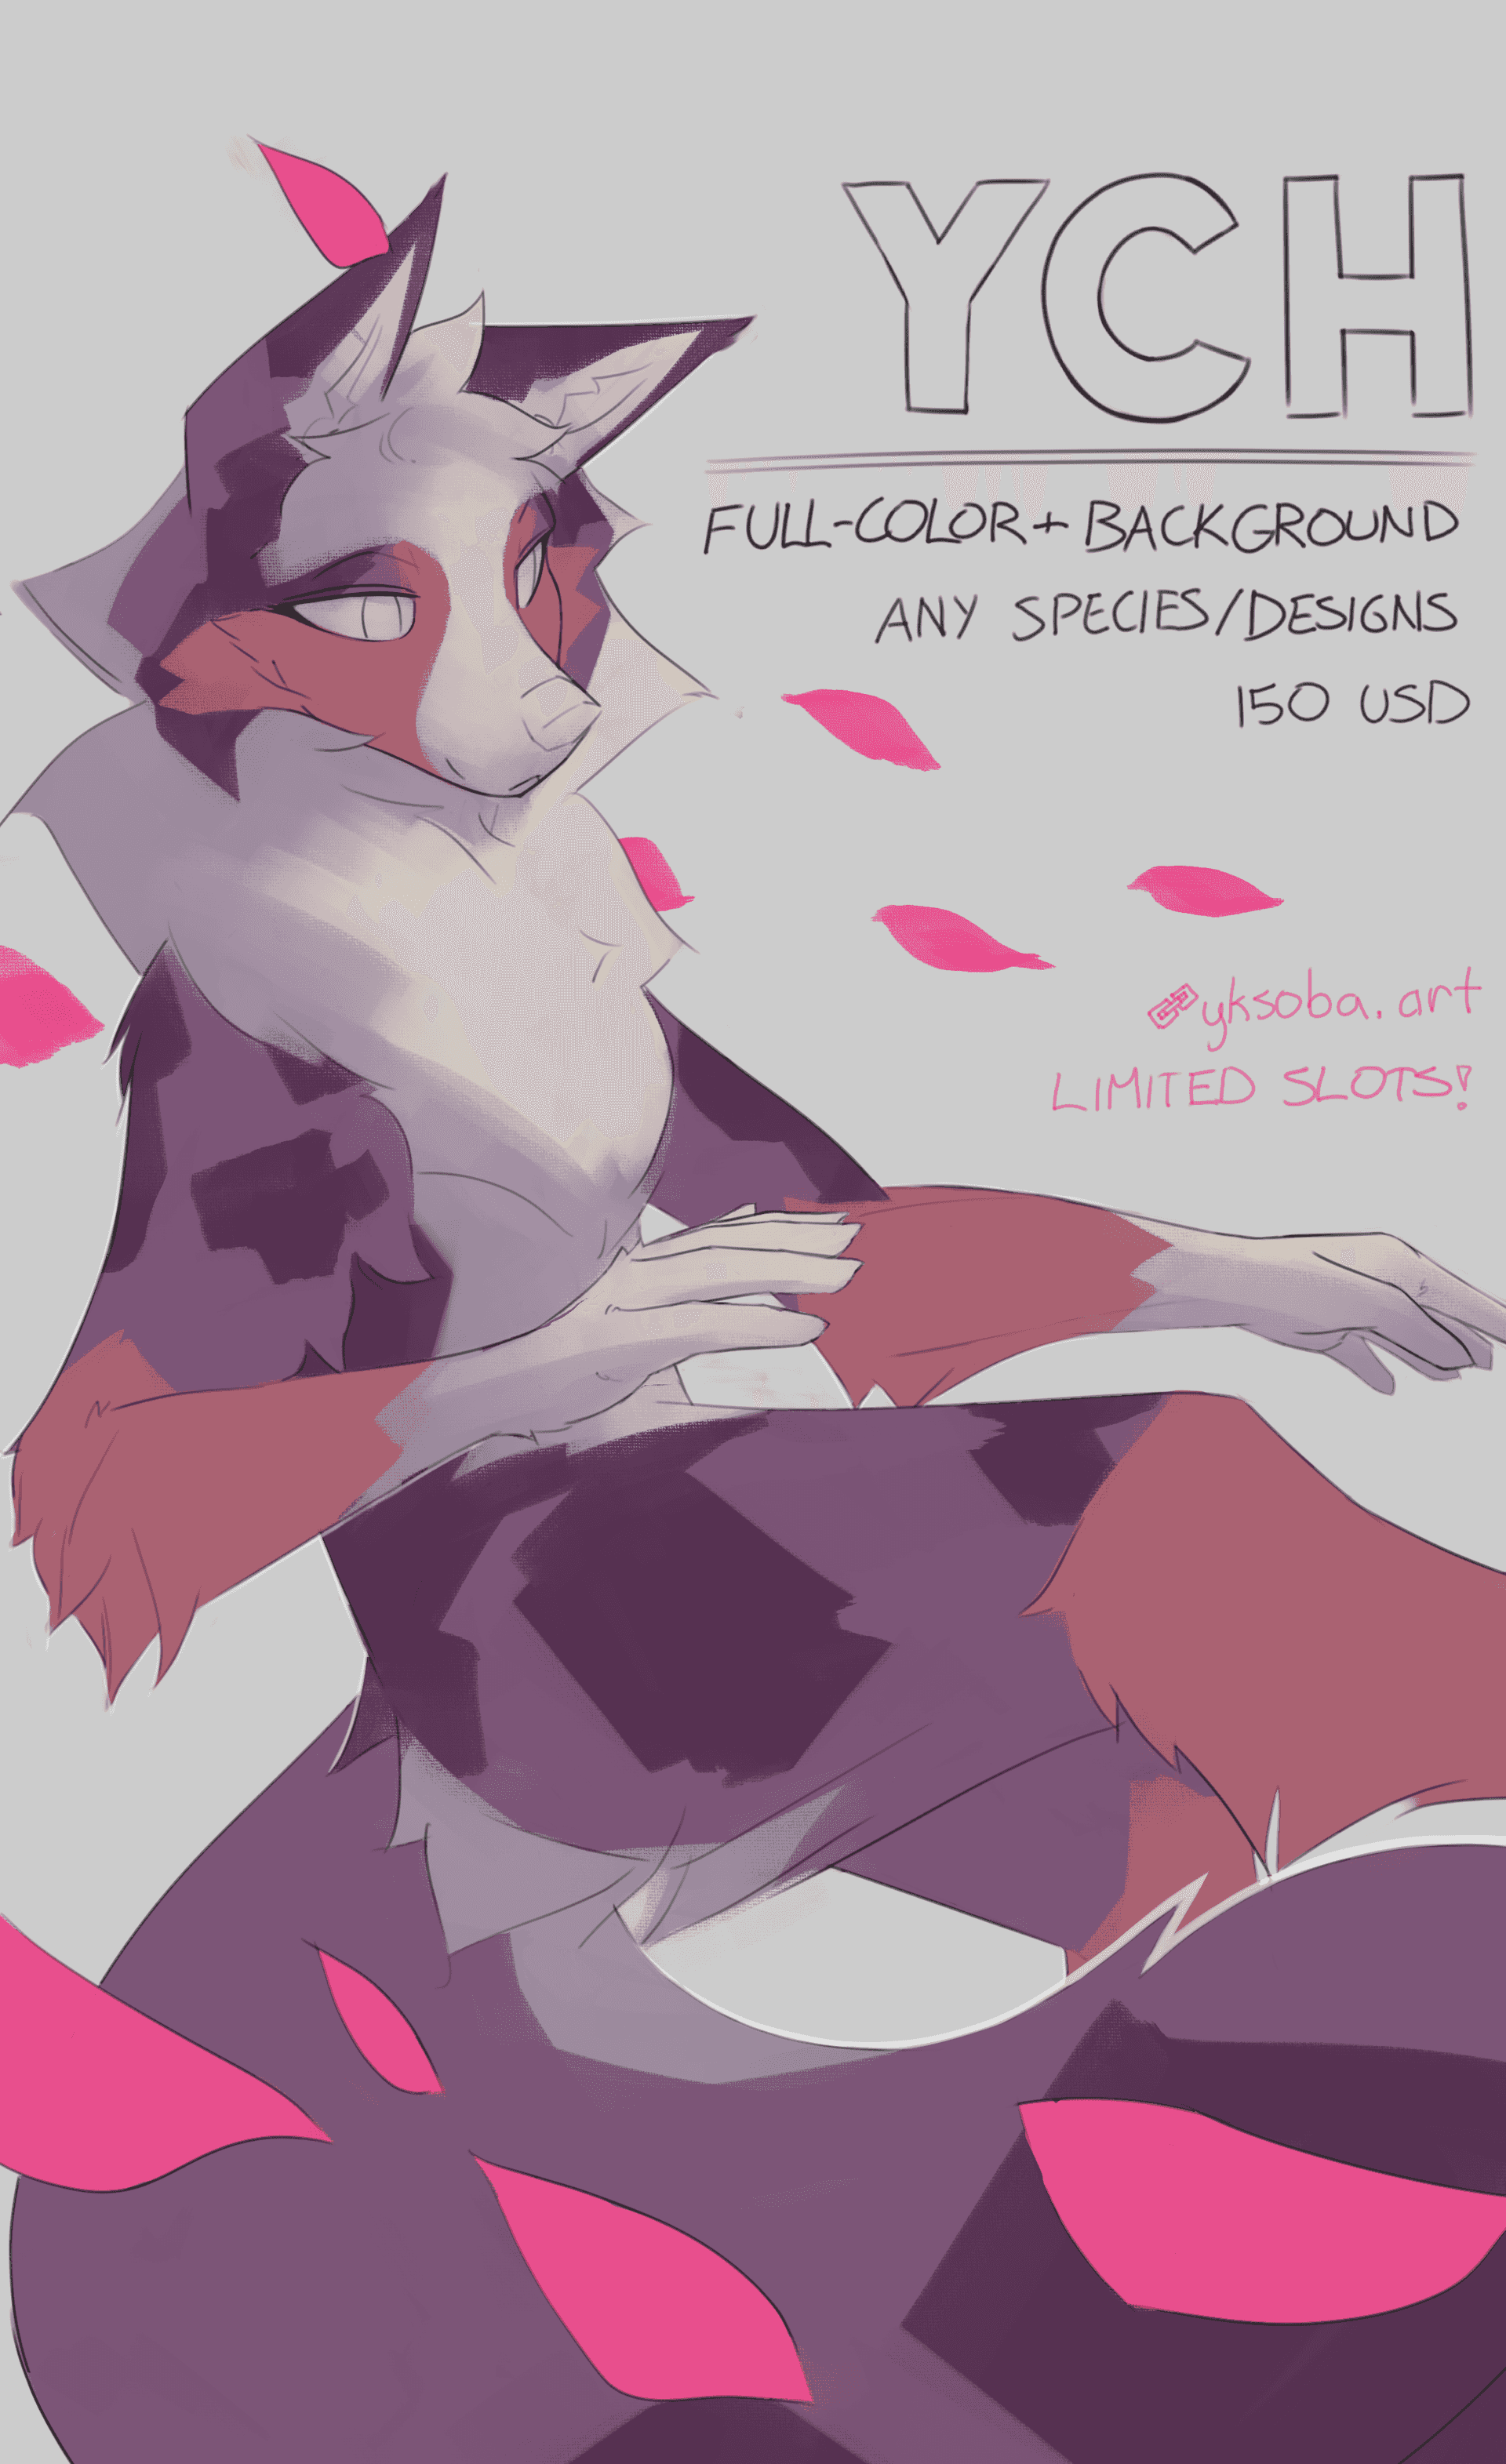 YCH
FULL-COLOR + BACKGROUND
ANY SPECIES/DESIGNS
150 USD
yksoba.art
LIMITED SLOTS!